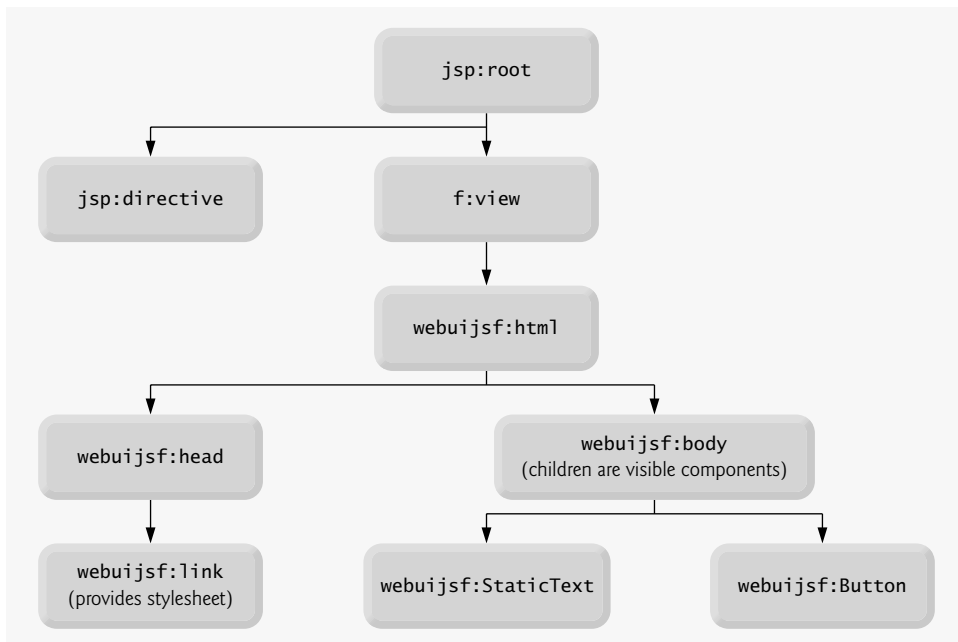 jsp:root
jsp:directive
f:view
webuijsf:html
webuijsf:head
webuijsf:body
(children are visible components)
webuijsf:link
(provides stylesheet)
webuijsf:StaticText
webuijsf:Button